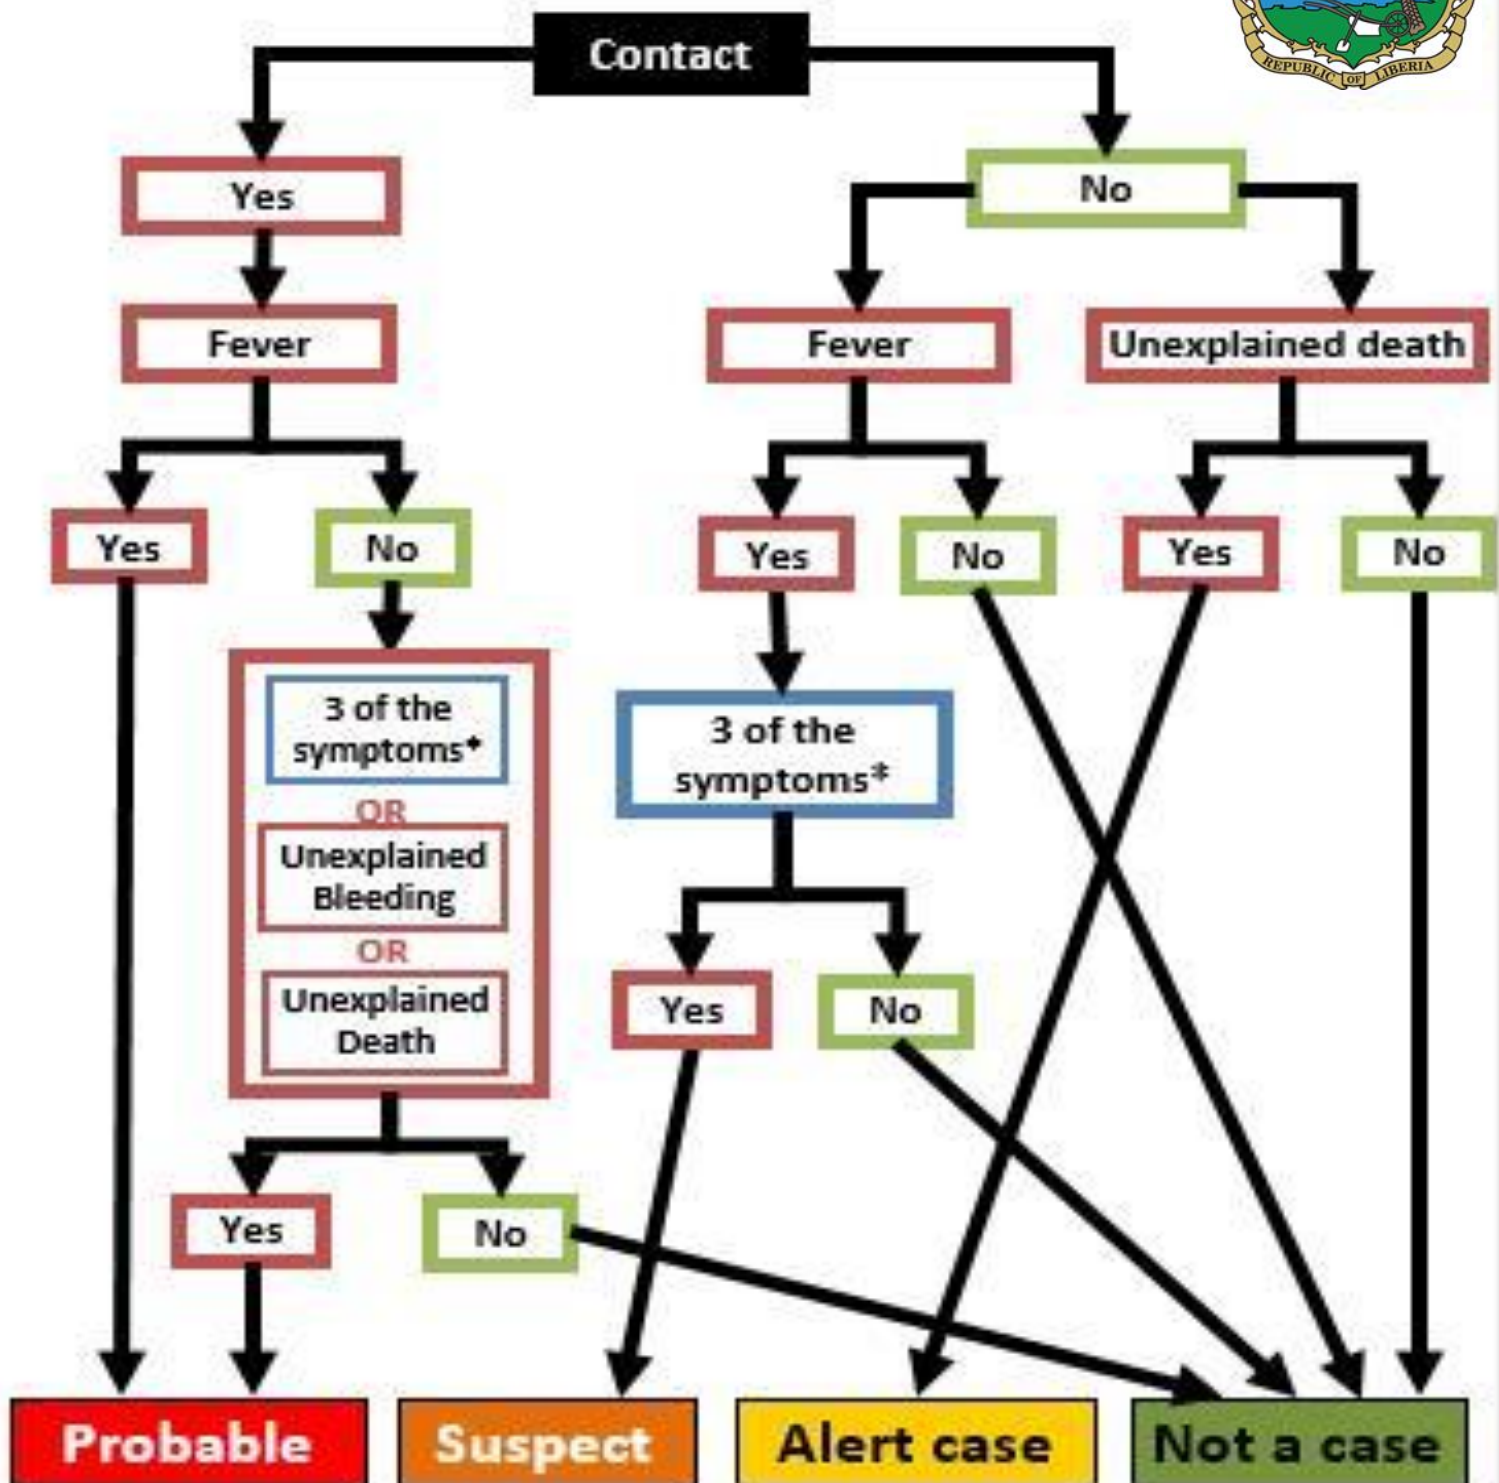 REPUBLIC OF LIBERIA
Contact
Yes
No
Fever
Fever
Unexplained death
Yes
No
Yes
No
Yes
No
3 of the
symptoms*
OR
Unexplained
Bleeding
OR
Unexplained
Death
3 of the
symptoms*
Yes
No
Yes
No
Probable
Suspect
Alert case
Not a case